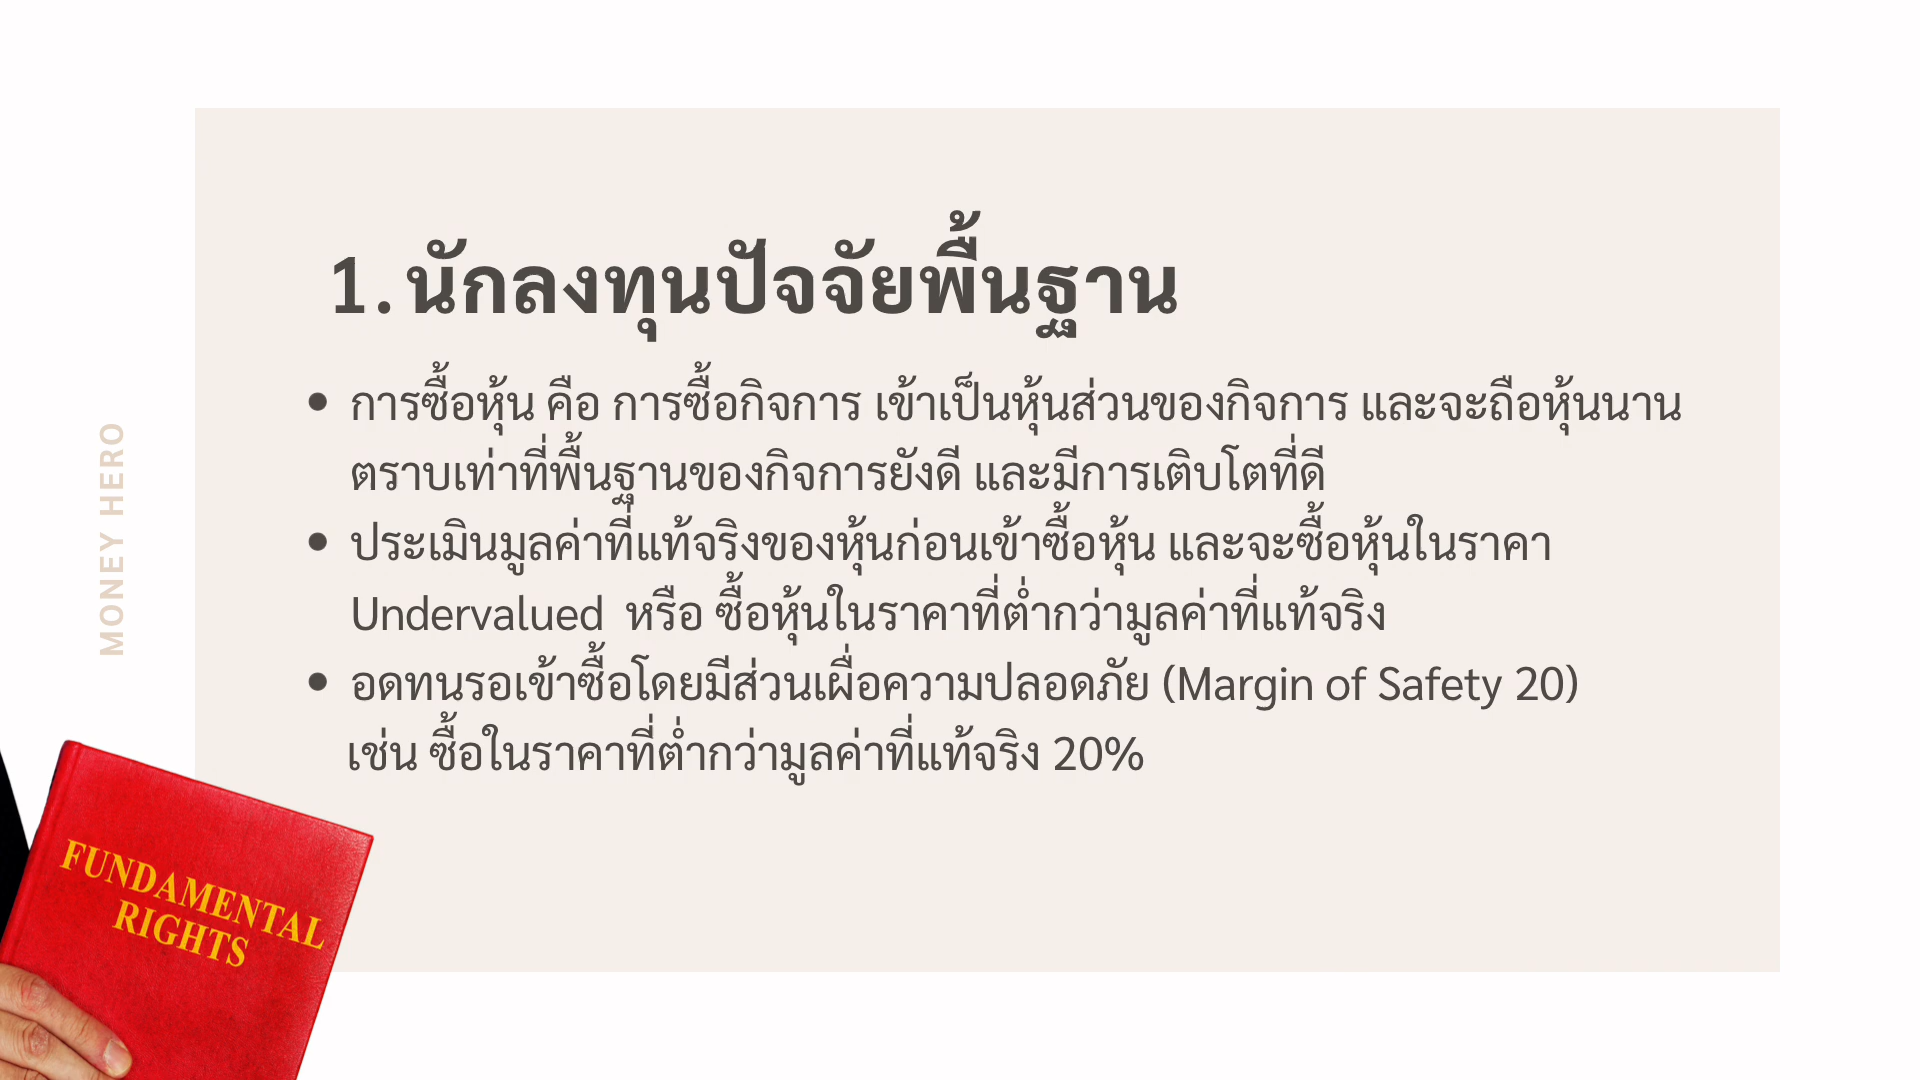 1. นักลงทุนปัจจัยพื้นฐาน
การซื้อหุ้น คือ การซื้อกิจการ เข้าเป็นหุ้นส่วนของกิจการ และจะถือหุ้นนาน
ตราบเท่าที่พื้นฐานของกิจการยังดี และมีการเติบโตที่ดี
ประเมินมูลค่าที่แท้จริงของหุ้นก่อนเข้าซื้อหุ้น และจะซื้อหุ้นในราคา
Undervalued หรือ ซื้อหุ้นในราคาที่ต่ำกว่ามูลค่าที่แท้จริง
อดทนรอเข้าซื้อโดยมีส่วนเผื่อความปลอดภัย (Margin of Safety 20)
เช่น ซื้อในราคาที่ต่ำกว่ามูลค่าที่แท้จริง 20%
MONEY HERO
FUNDAMENTAL
RIGHTS